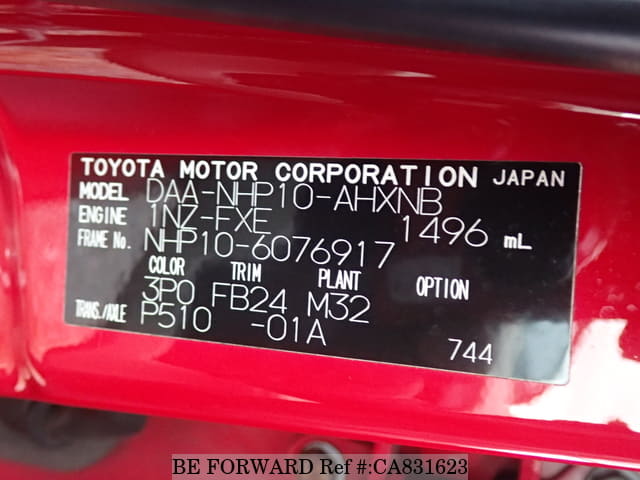 TOYOTA MOTOR CORPORATION JAPAN
MODEL DAA-NHP10-AHXNB
ENGINE 1NZ-FXE 1496 mL
FRAME No. NHP10-6076917
COLOR TRIM PLANT OPTION
3P0 FB24 M32
TRANS./AXLE P510 -01A
744
BE FORWARD Ref #:CA831623